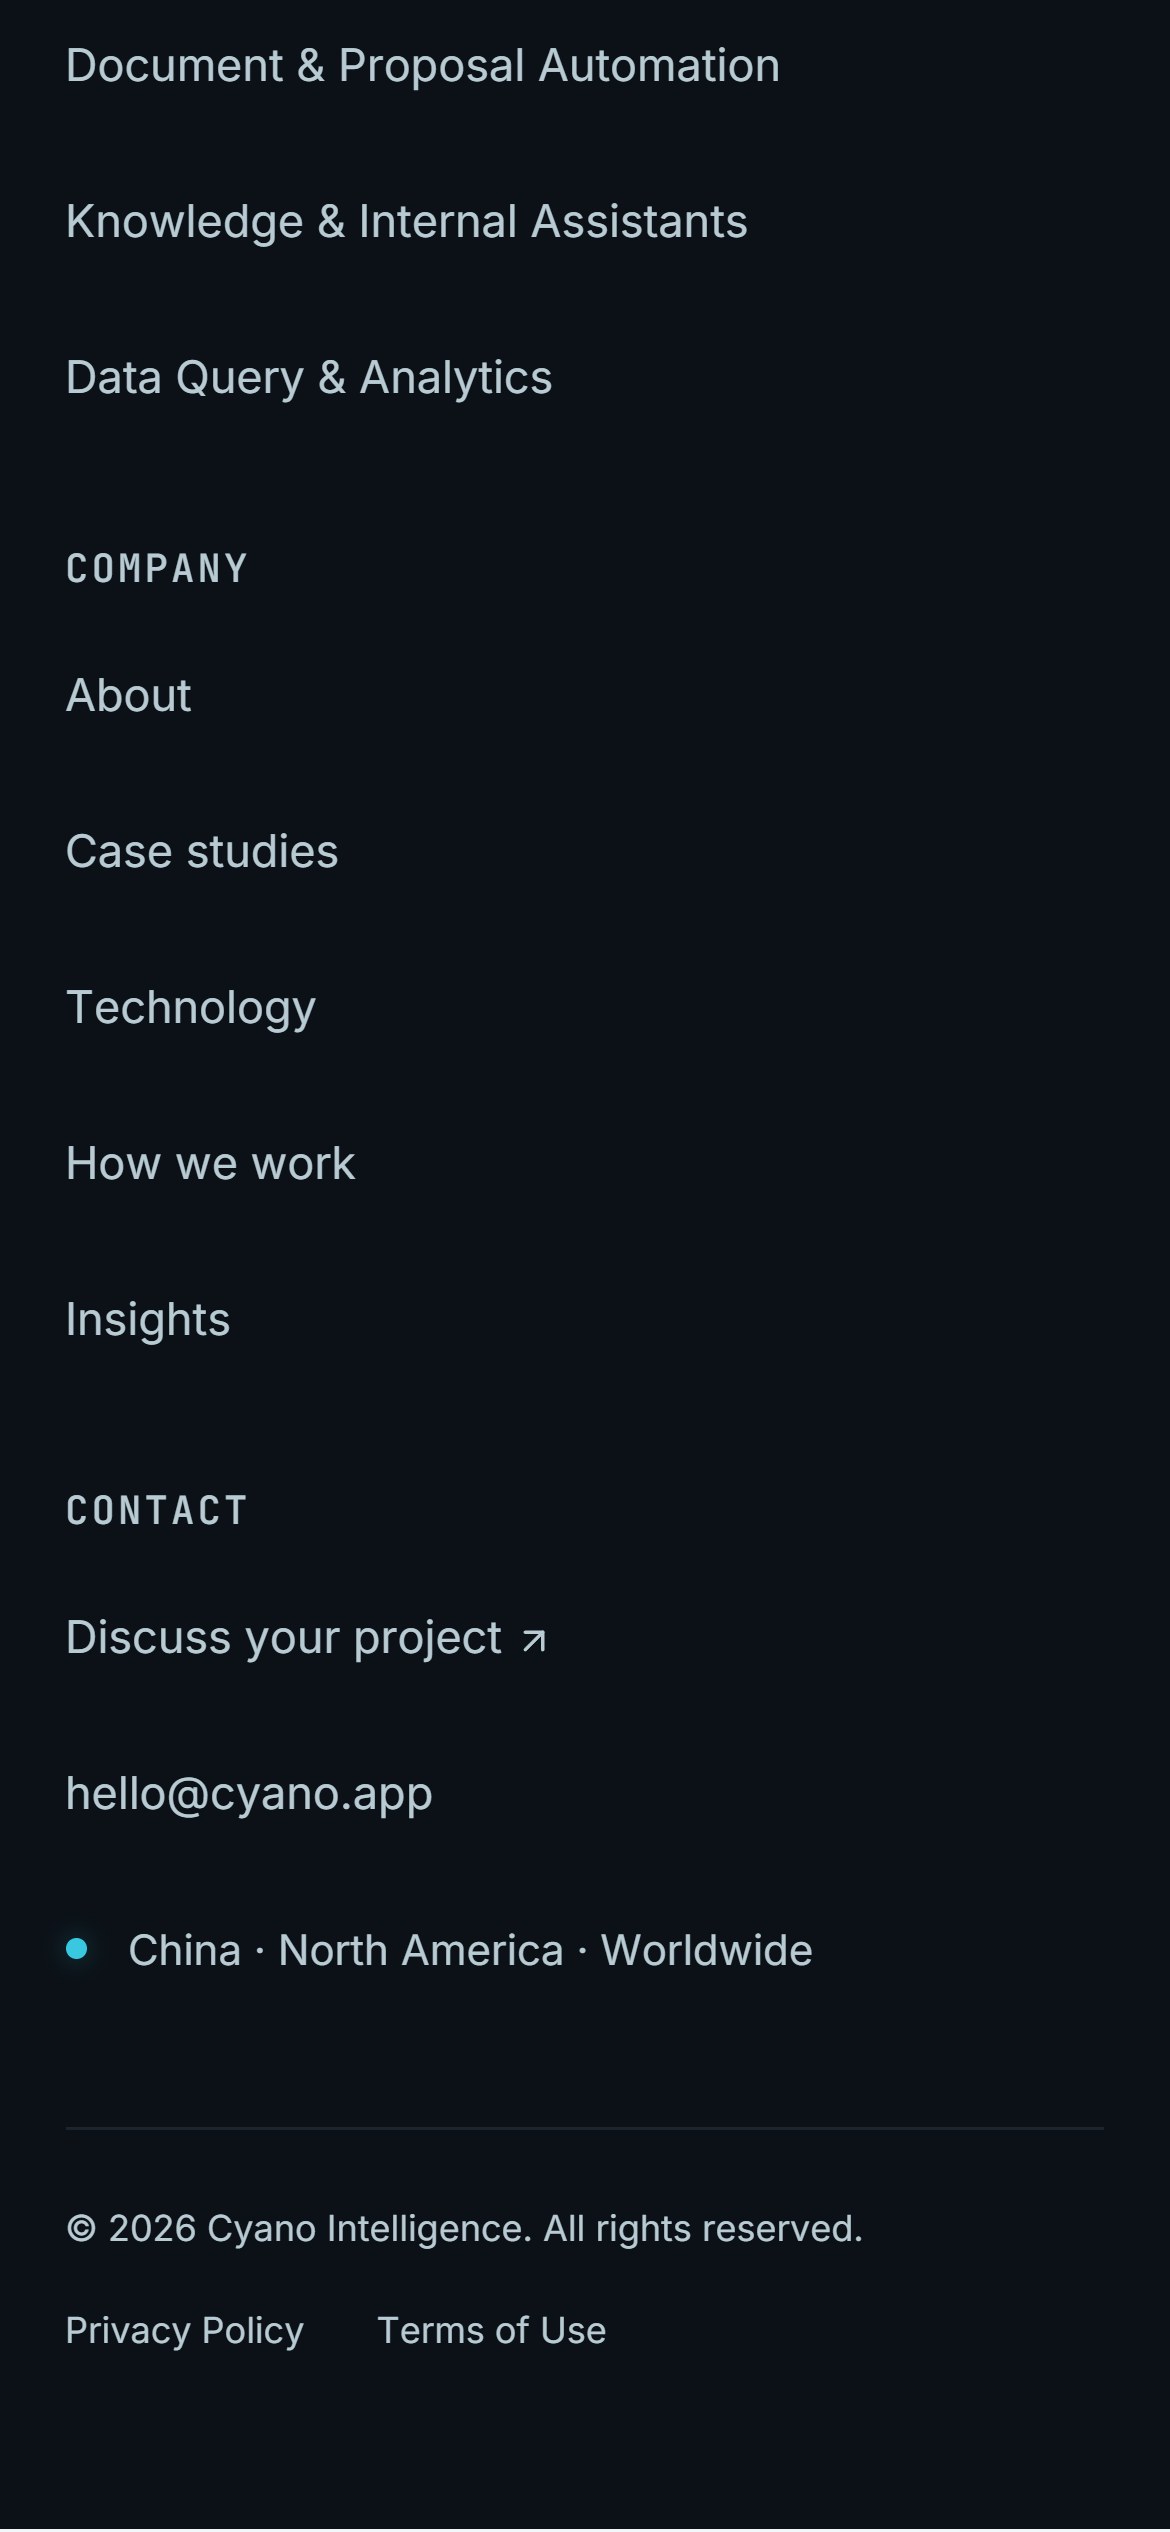 Document & Proposal Automation
Knowledge & Internal Assistants
Data Query & Analytics
COMPANY
About
Case studies
Technology
How we work
Insights
CONTACT
Discuss your project ↗
hello@cyano.app
China · North America · Worldwide
© 2026 Cyano Intelligence. All rights reserved.
Privacy Policy Terms of Use